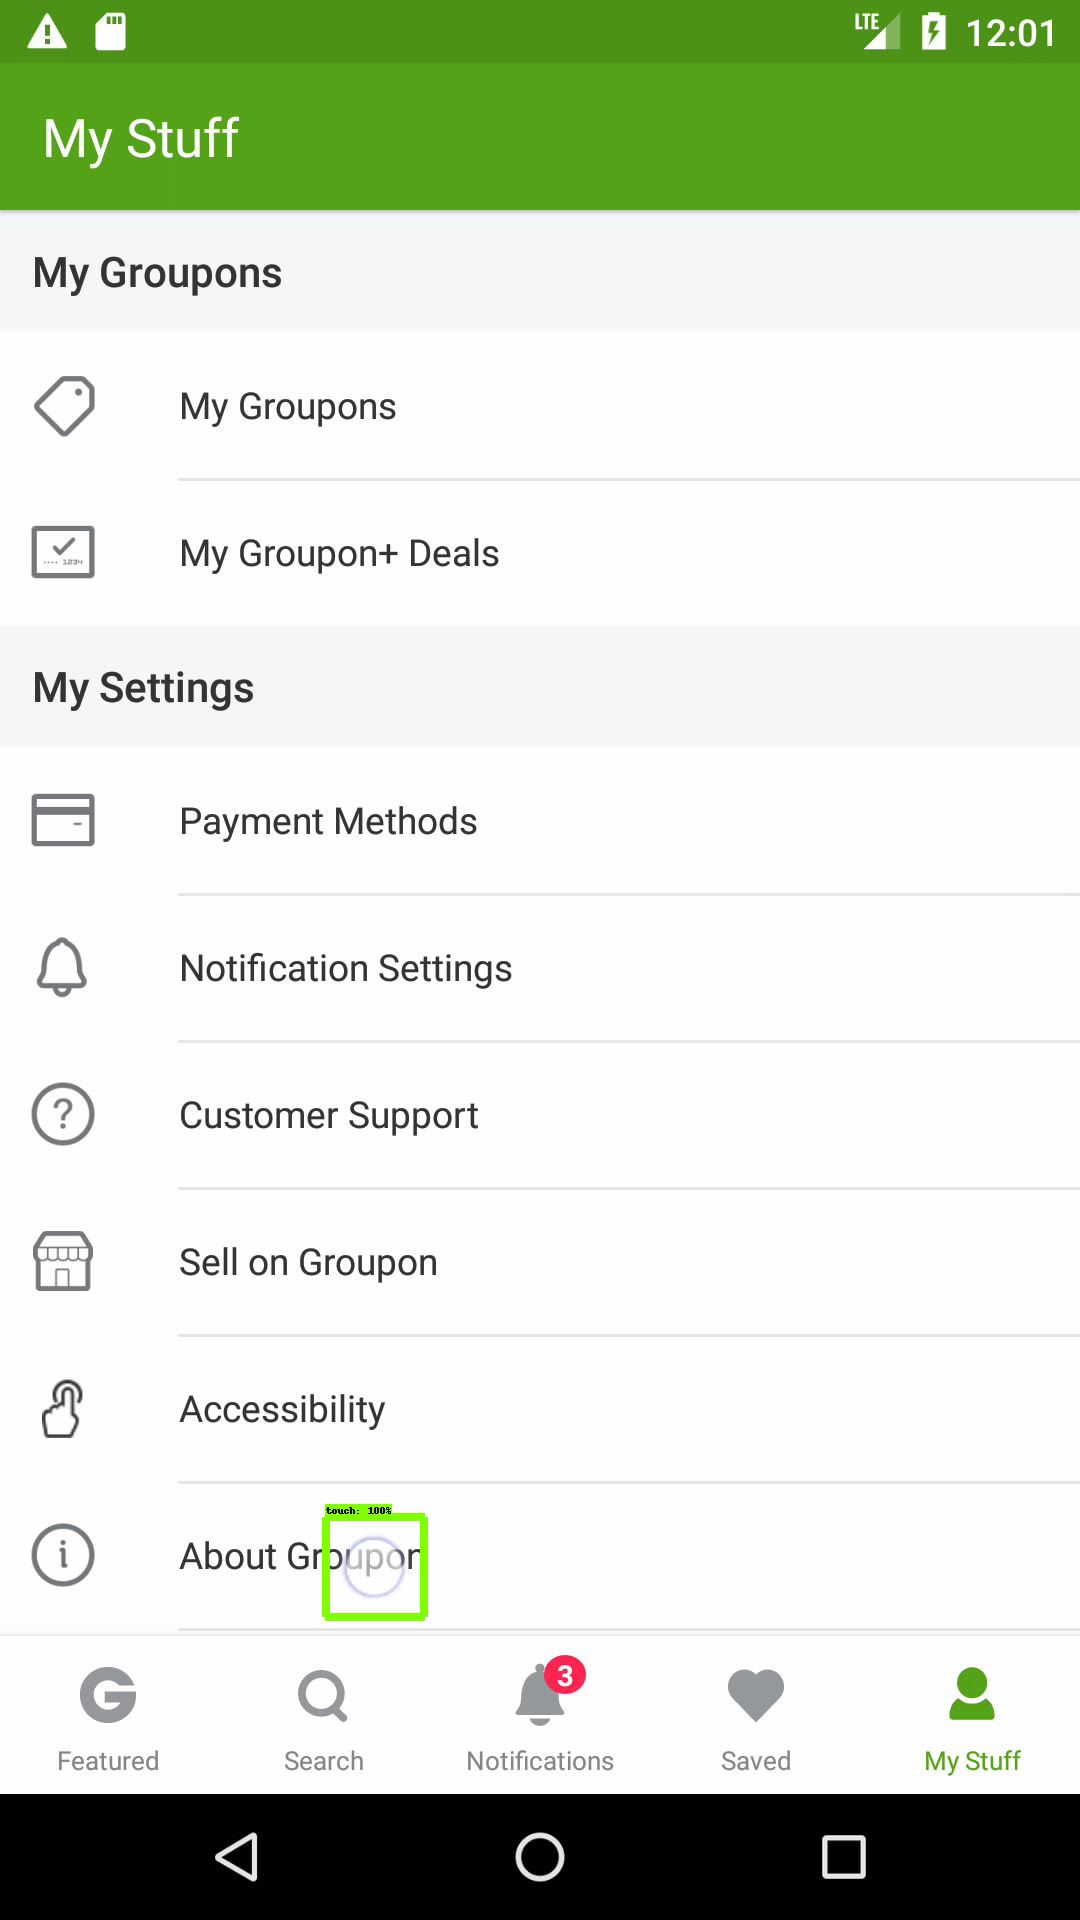 LTE 12:01
My Stuff
My Groupons
My Groupons
1234
My Groupon+ Deals
My Settings
Payment Methods
Notification Settings
? Customer Support
Sell on Groupon
Accessibility
touch: 100%
i About Groupon
G
3
Featured Search Notifications Saved My Stuff